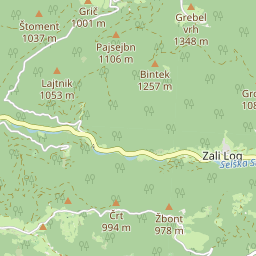 Grič
1001 m
Grebel
vrh
1348 m
Štoment
1037 m
Pajsejbn
1106 m
Bintek
1257 m
Lajtnik
1053 m
Zali Log
Selška S
Črt
994 m
Žbont
978 m